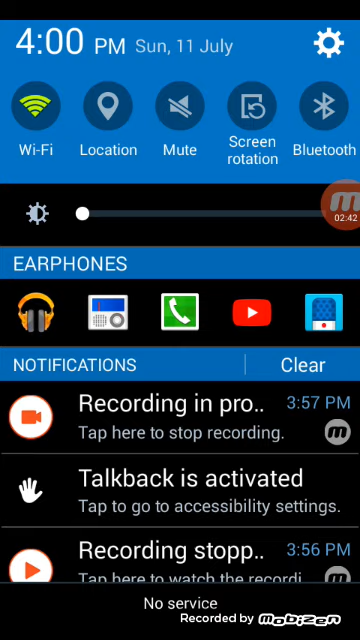 4:00 PM Sun, 11 July
Wi-Fi Location Mute Screen rotation Bluetooth
m
02:42
EARPHONES
NOTIFICATIONS Clear
Recording in pro.. 3:57 PM
Tap here to stop recording. m
Talkback is activated
Tap to go to accessibility settings.
Recording stopp.. 3:56 PM
Tap here to watch the recordi
No service
Recorded by mobizen